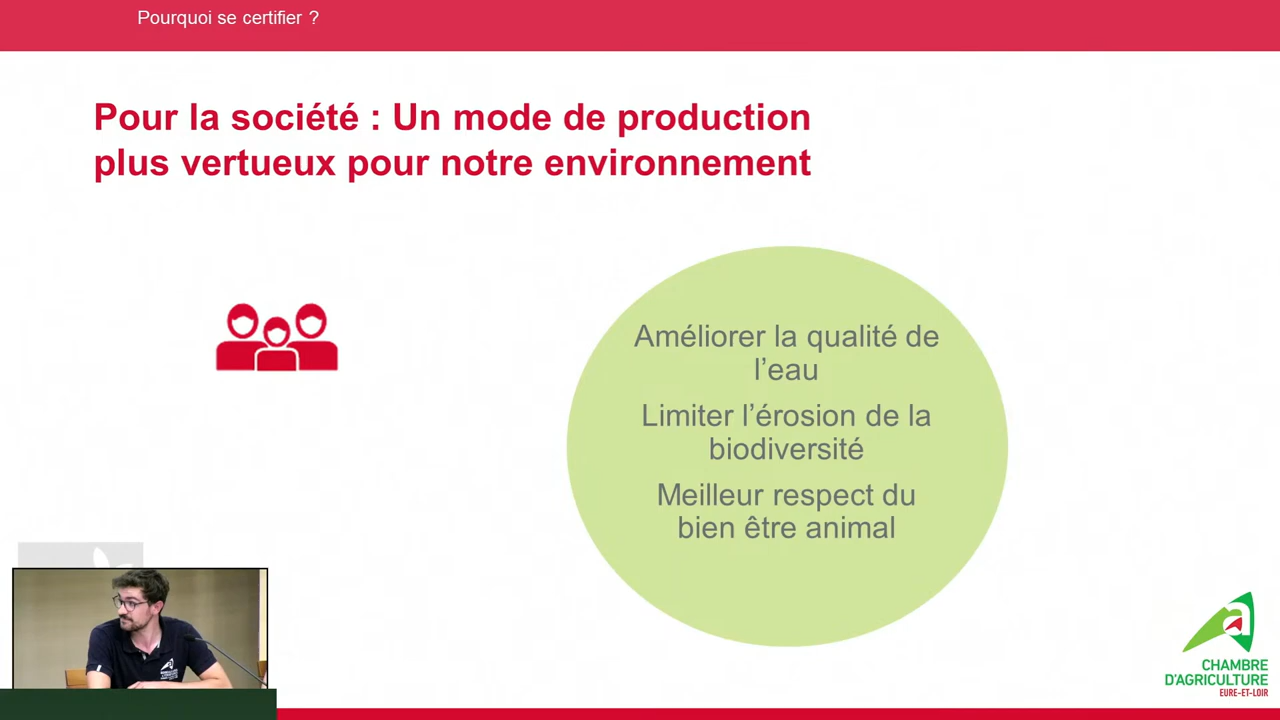 Pourquoi se certifier ?
Pour la société : Un mode de production
plus vertueux pour notre environnement
Améliorer la qualité de
l’eau
Limiter l’érosion de la
biodiversité
Meilleur respect du
bien être animal
a
CHAMBRE
D'AGRICULTURE
EURE-ET-LOIR